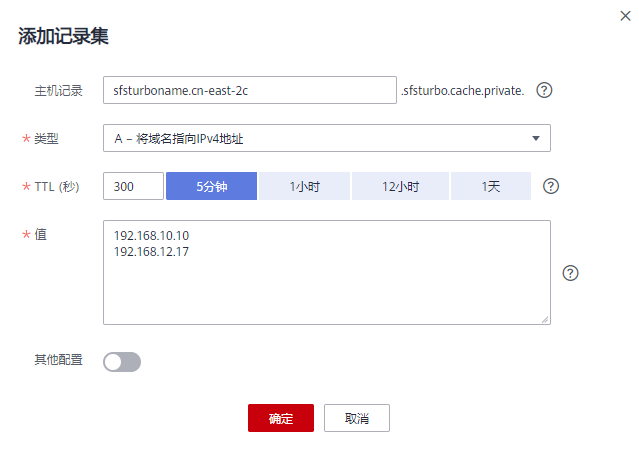 添加记录集
主机记录 sfsturboname.cn-east-2c .sfsturbo.cache.private. ?
* 类型 A – 将域名指向IPv4地址
* TTL (秒) 300 5分钟 1小时 12小时 1天 ?
* 值 192.168.10.10
192.168.12.17
?
其他配置
确定 取消